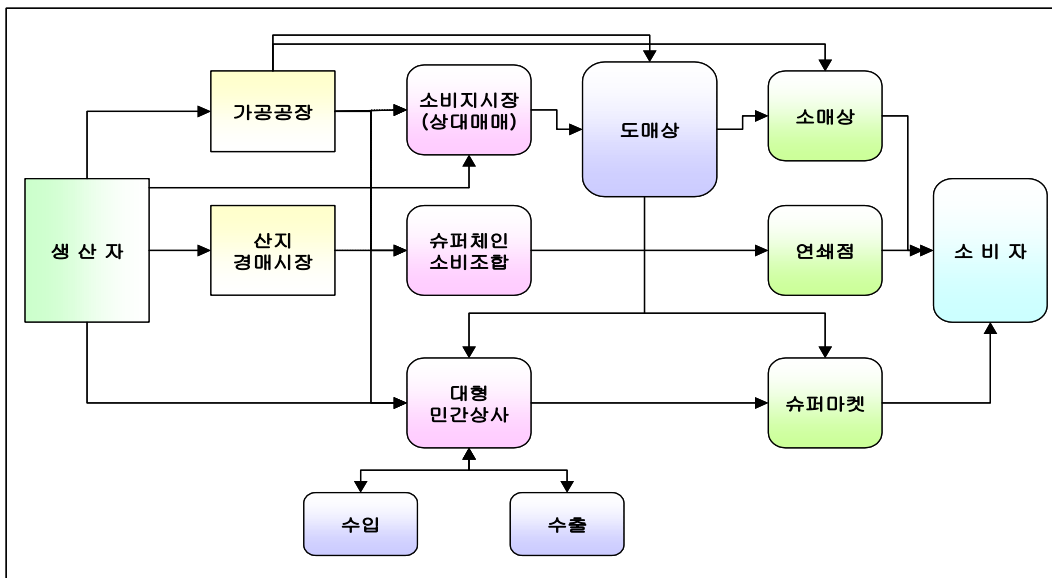 가공공장
소비지시장
(상대매매)
도매상
소매상
생 산 자
산지
경매시장
슈퍼체인
소비조합
연쇄점
소 비 자
대형
민간상사
슈퍼마켓
수입
수출